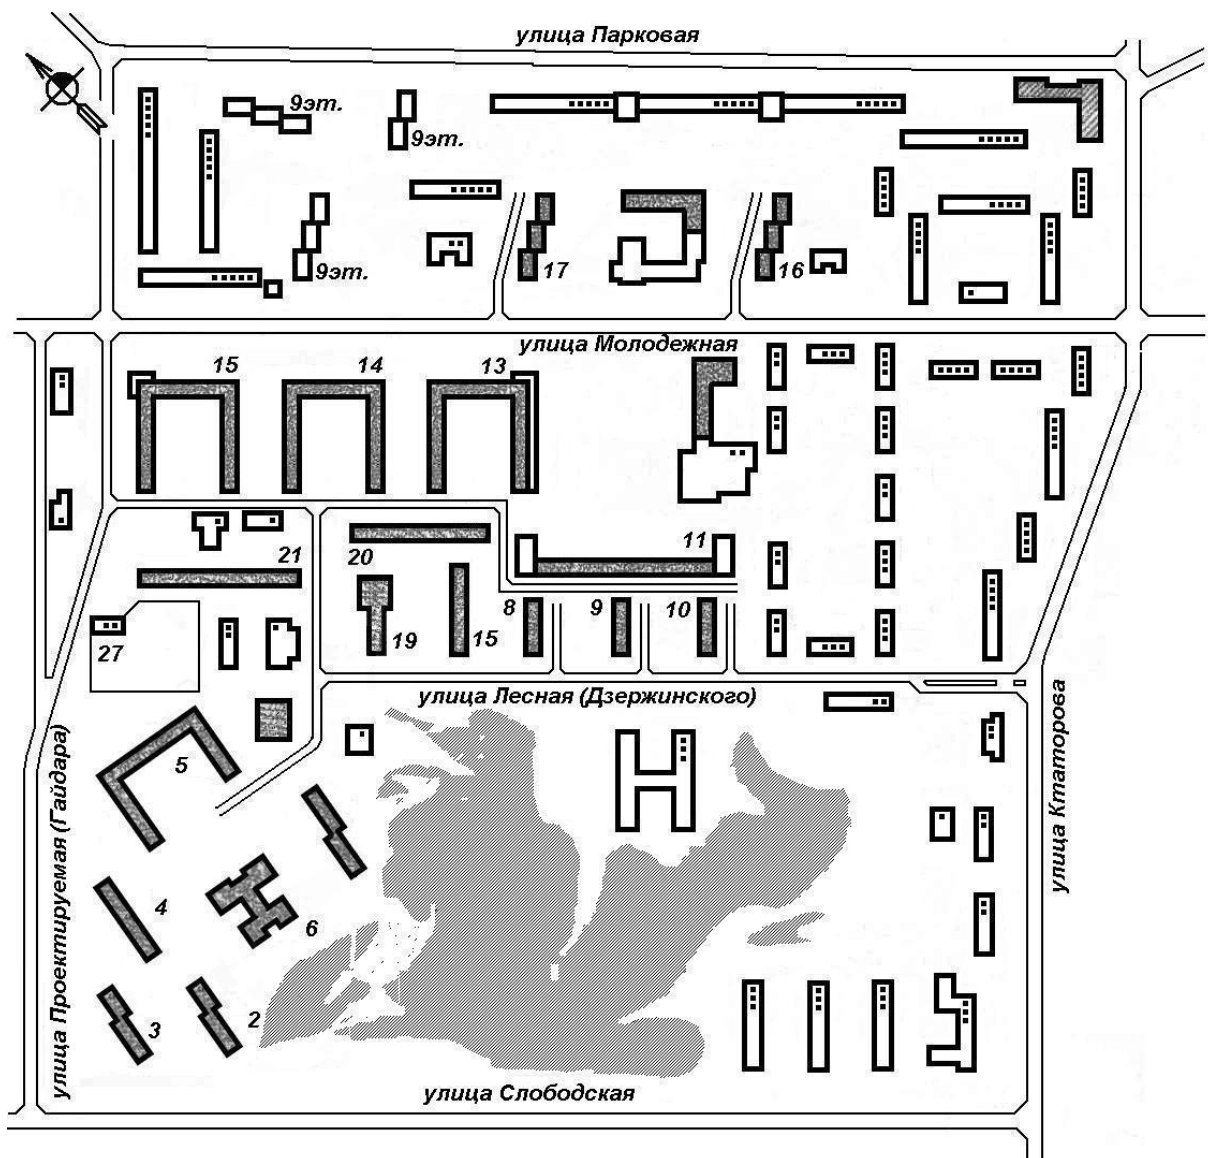 улица Парковая
9эт.
9эт.
9эт.
17
16
улица Молодежная
15
14
13
11
20
21
8
9
10
19
15
27
улица Лесная (Дзержинского)
5
4
6
3
2
улица Проектируемая (Гайдара)
улица Кттаторова
улица Слободская